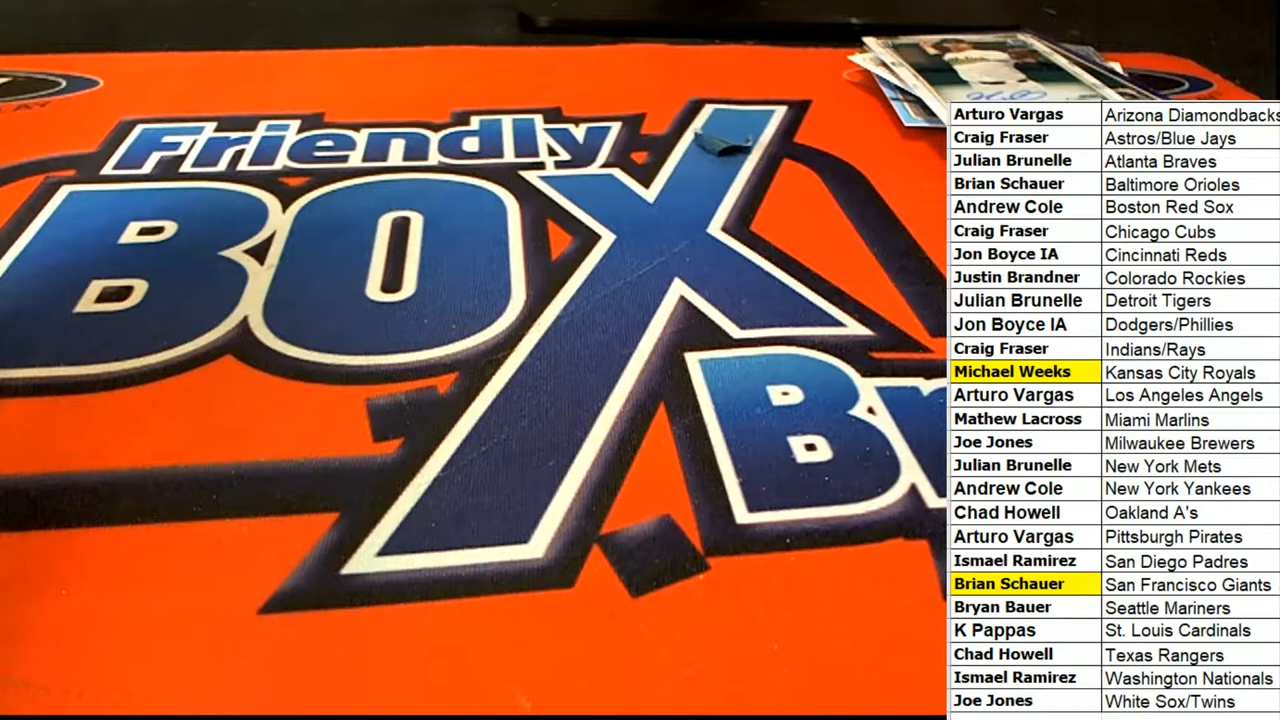 AY
Friendly
BOX
Br
Arturo Vargas Arizona Diamondbacks
Craig Fraser Astros/Blue Jays
Julian Brunelle Atlanta Braves
Brian Schauer Baltimore Orioles
Andrew Cole Boston Red Sox
Craig Fraser Chicago Cubs
Jon Boyce IA Cincinnati Reds
Justin Brandner Colorado Rockies
Julian Brunelle Detroit Tigers
Jon Boyce IA Dodgers/Phillies
Craig Fraser Indians/Rays
Michael Weeks Kansas City Royals
Arturo Vargas Los Angeles Angels
Mathew Lacross Miami Marlins
Joe Jones Milwaukee Brewers
Julian Brunelle New York Mets
Andrew Cole New York Yankees
Chad Howell Oakland A's
Arturo Vargas Pittsburgh Pirates
Ismael Ramirez San Diego Padres
Brian Schauer San Francisco Giants
Bryan Bauer Seattle Mariners
K Pappas St. Louis Cardinals
Chad Howell Texas Rangers
Ismael Ramirez Washington Nationals
Joe Jones White Sox/Twins